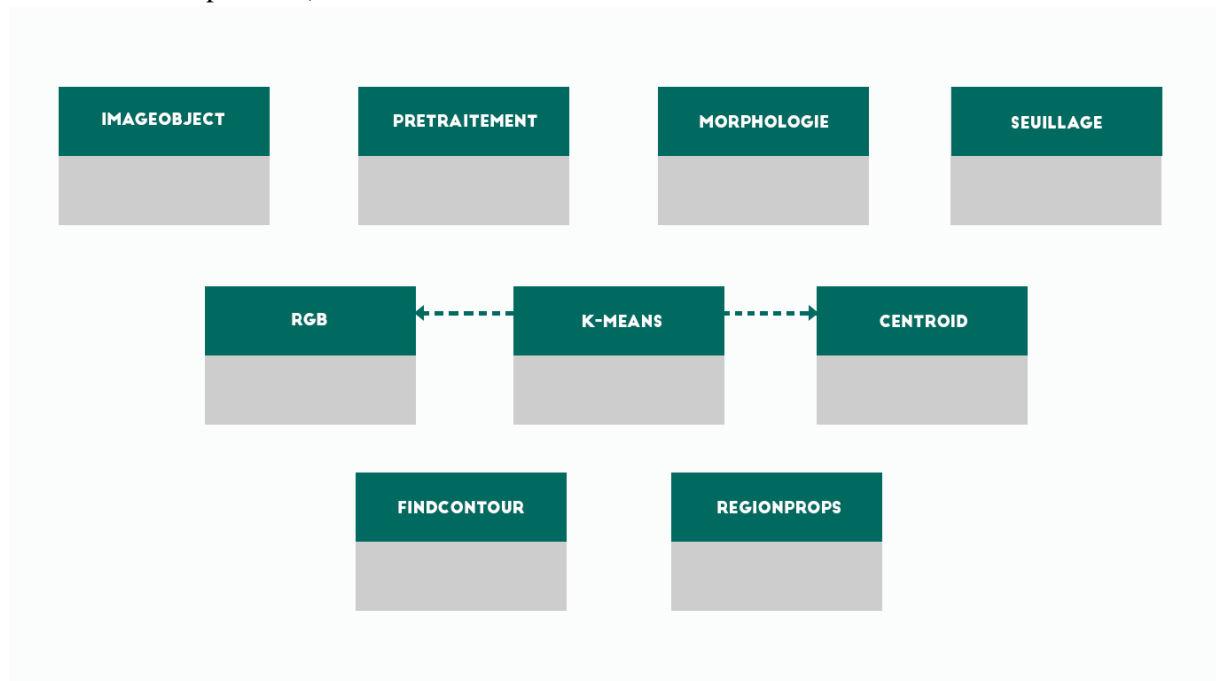 IMAGEOBJECT
PRETRAITEMENT
MORPHOLOGIE
SEUILLAGE
RGB
K-MEANS
CENTROID
FINDCONTOUR
REGIONPROPS